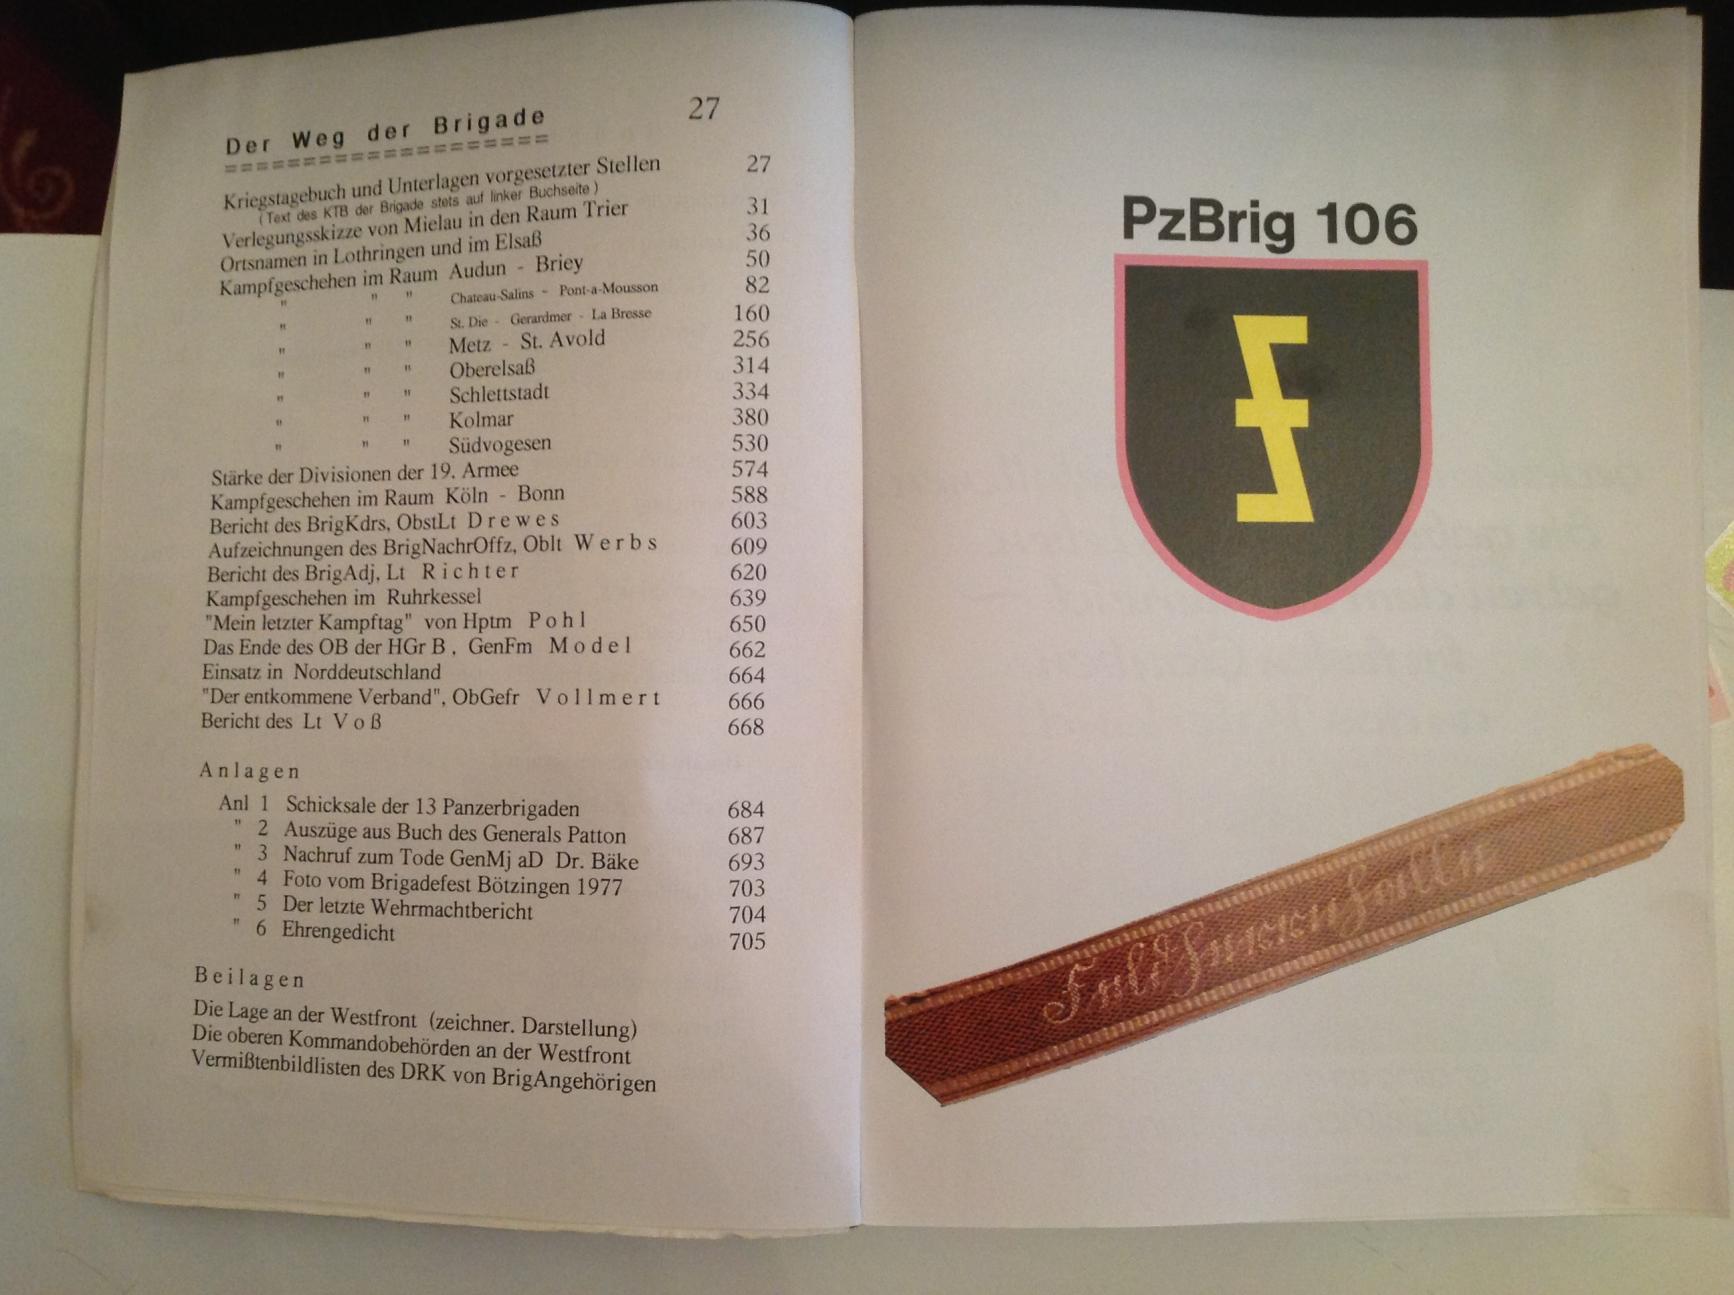 Der Weg der Brigade 27
====================
Kriegstagebuch und Unterlagen vorgesetzter Stellen 27
( Text des KTB der Brigade stets auf linker Buchseite )
Verlegungsskizze von Mielau in den Raum Trier 31
Ortsnamen in Lothringen und im Elsaß 36
Kampfgeschehen im Raum Audun - Briey 50
" " " Chateau-Salins - Pont-a-Mousson 82
" " " St. Die - Gerardmer - La Bresse 160
" " " Metz - St. Avold 256
" " " Oberelsaß 314
" " " Schlettstadt 334
" " " Kolmar 380
" " " Südvogesen 530
Stärke der Divisionen der 19. Armee 574
Kampfgeschehen im Raum Köln - Bonn 588
Bericht des BrigKdrs, ObstLt D r e w e s 603
Aufzeichnungen des BrigNachrOffz, Oblt W e r b s 609
Bericht des BrigAdj, Lt R i c h t e r 620
Kampfgeschehen im Ruhrkessel 639
"Mein letzter Kampftag" von Hptm P o h l 650
Das Ende des OB der HGr B , GenFm M o d e l 662
Einsatz in Norddeutschland 664
"Der entkommene Verband", ObGefr V o l l m e r t 666
Bericht des Lt V o ß 668
A n l a g e n
Anl 1 Schicksale der 13 Panzerbrigaden 684
" 2 Auszüge aus Buch des Generals Patton 687
" 3 Nachruf zum Tode GenMj aD Dr. Bäke 693
" 4 Foto vom Brigadefest Bötzingen 1977 703
" 5 Der letzte Wehrmachtbericht 704
" 6 Ehrengedicht 705
B e i l a g e n
Die Lage an der Westfront (zeichner. Darstellung)
Die oberen Kommandobehörden an der Westfront
Vermißtenbildlisten des DRK von BrigAngehörigen
PzBrig 106
Feldherrnhalle